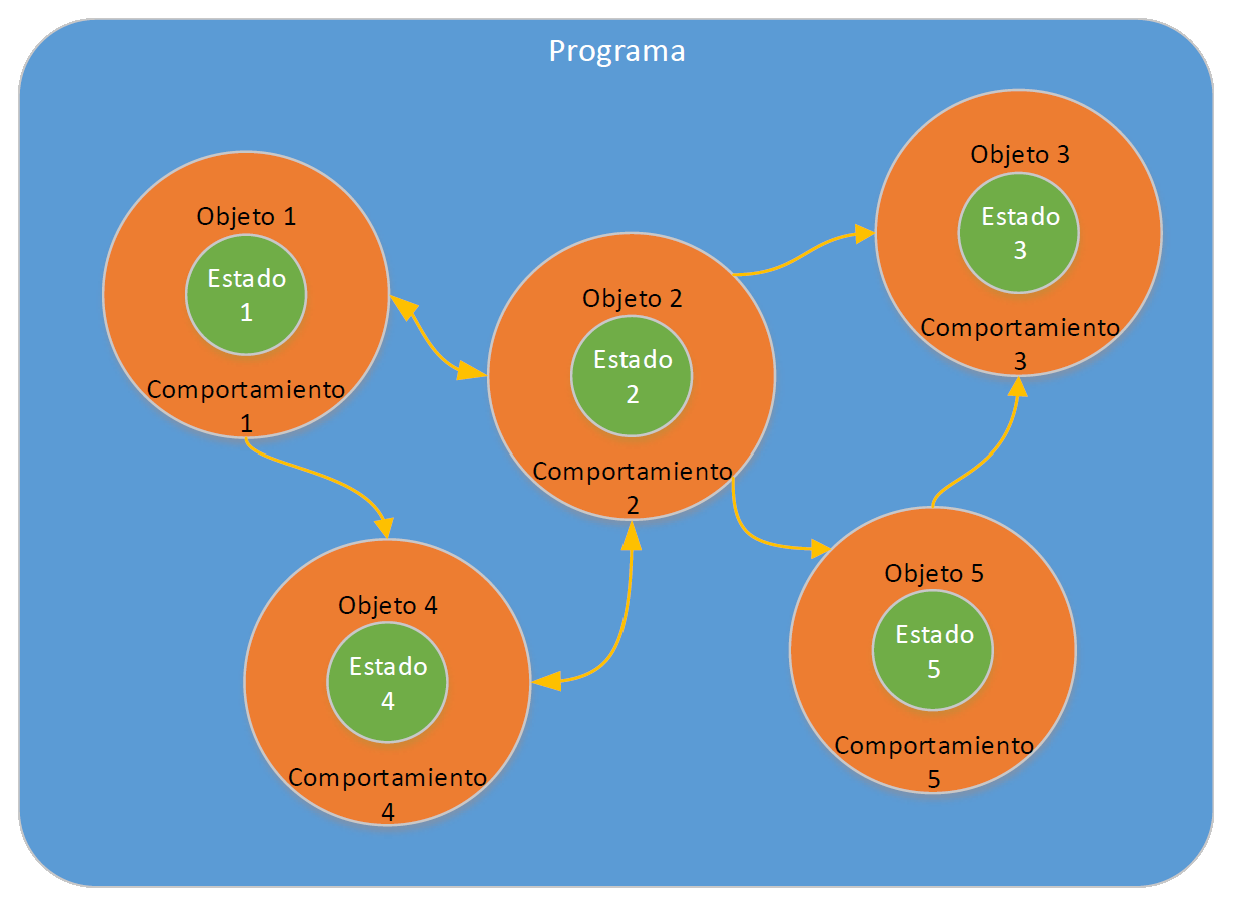 Programa
Objeto 1
Estado
1
Comportamiento
1
Objeto 2
Estado
2
Comportamiento
2
Objeto 3
Estado
3
Comportamiento
3
Objeto 4
Estado
4
Comportamiento
4
Objeto 5
Estado
5
Comportamiento
5